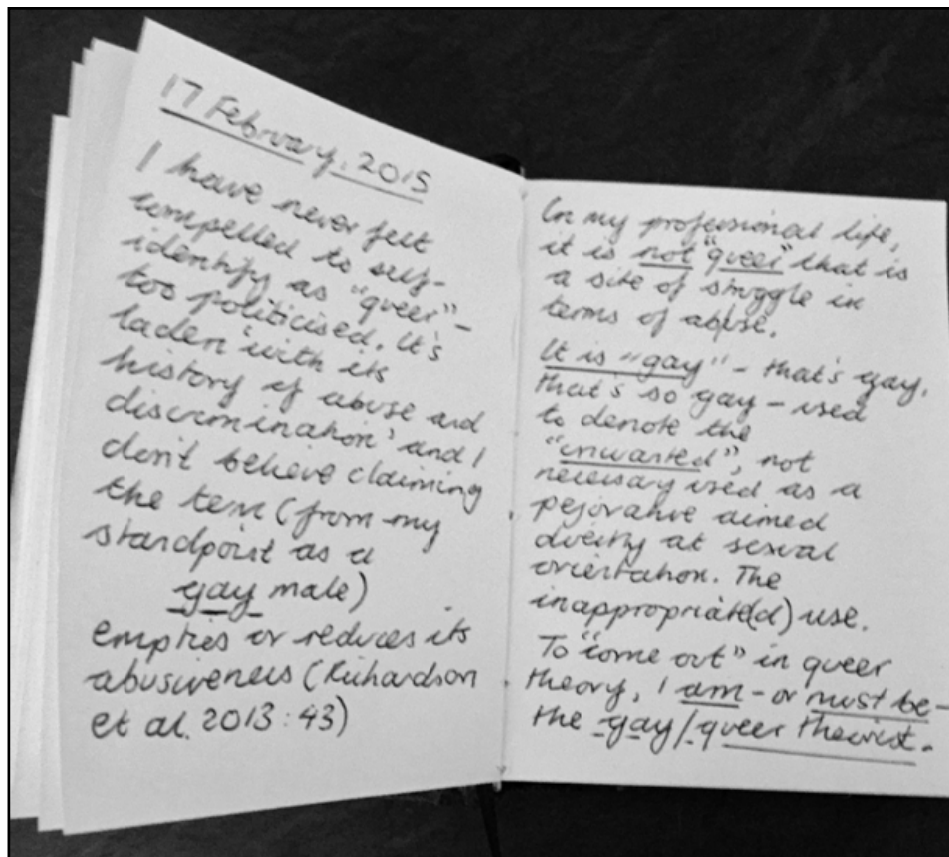 17 February, 2015
I have never felt
compelled to self-
identify as "queer" –
too politicised. It's
'laden with its
history of abuse and
discrimination' and I
don't believe claiming
the term (from my
standpoint as a
gay male)
empties or reduces its
abusiveness (Richardson
et al. 2013:43)
In my professional life,
it is not "queer" that is
a site of struggle in
terms of abuse.
It is "gay" – that's gay,
that's so gay – used
to denote the
"unwanted", not
necessary used as a
pejorative aimed
directly at sexual
orientation. The
inappropriate(d) use.
To "come out" in queer
theory, I am – or must be –
the gay/queer theorist.